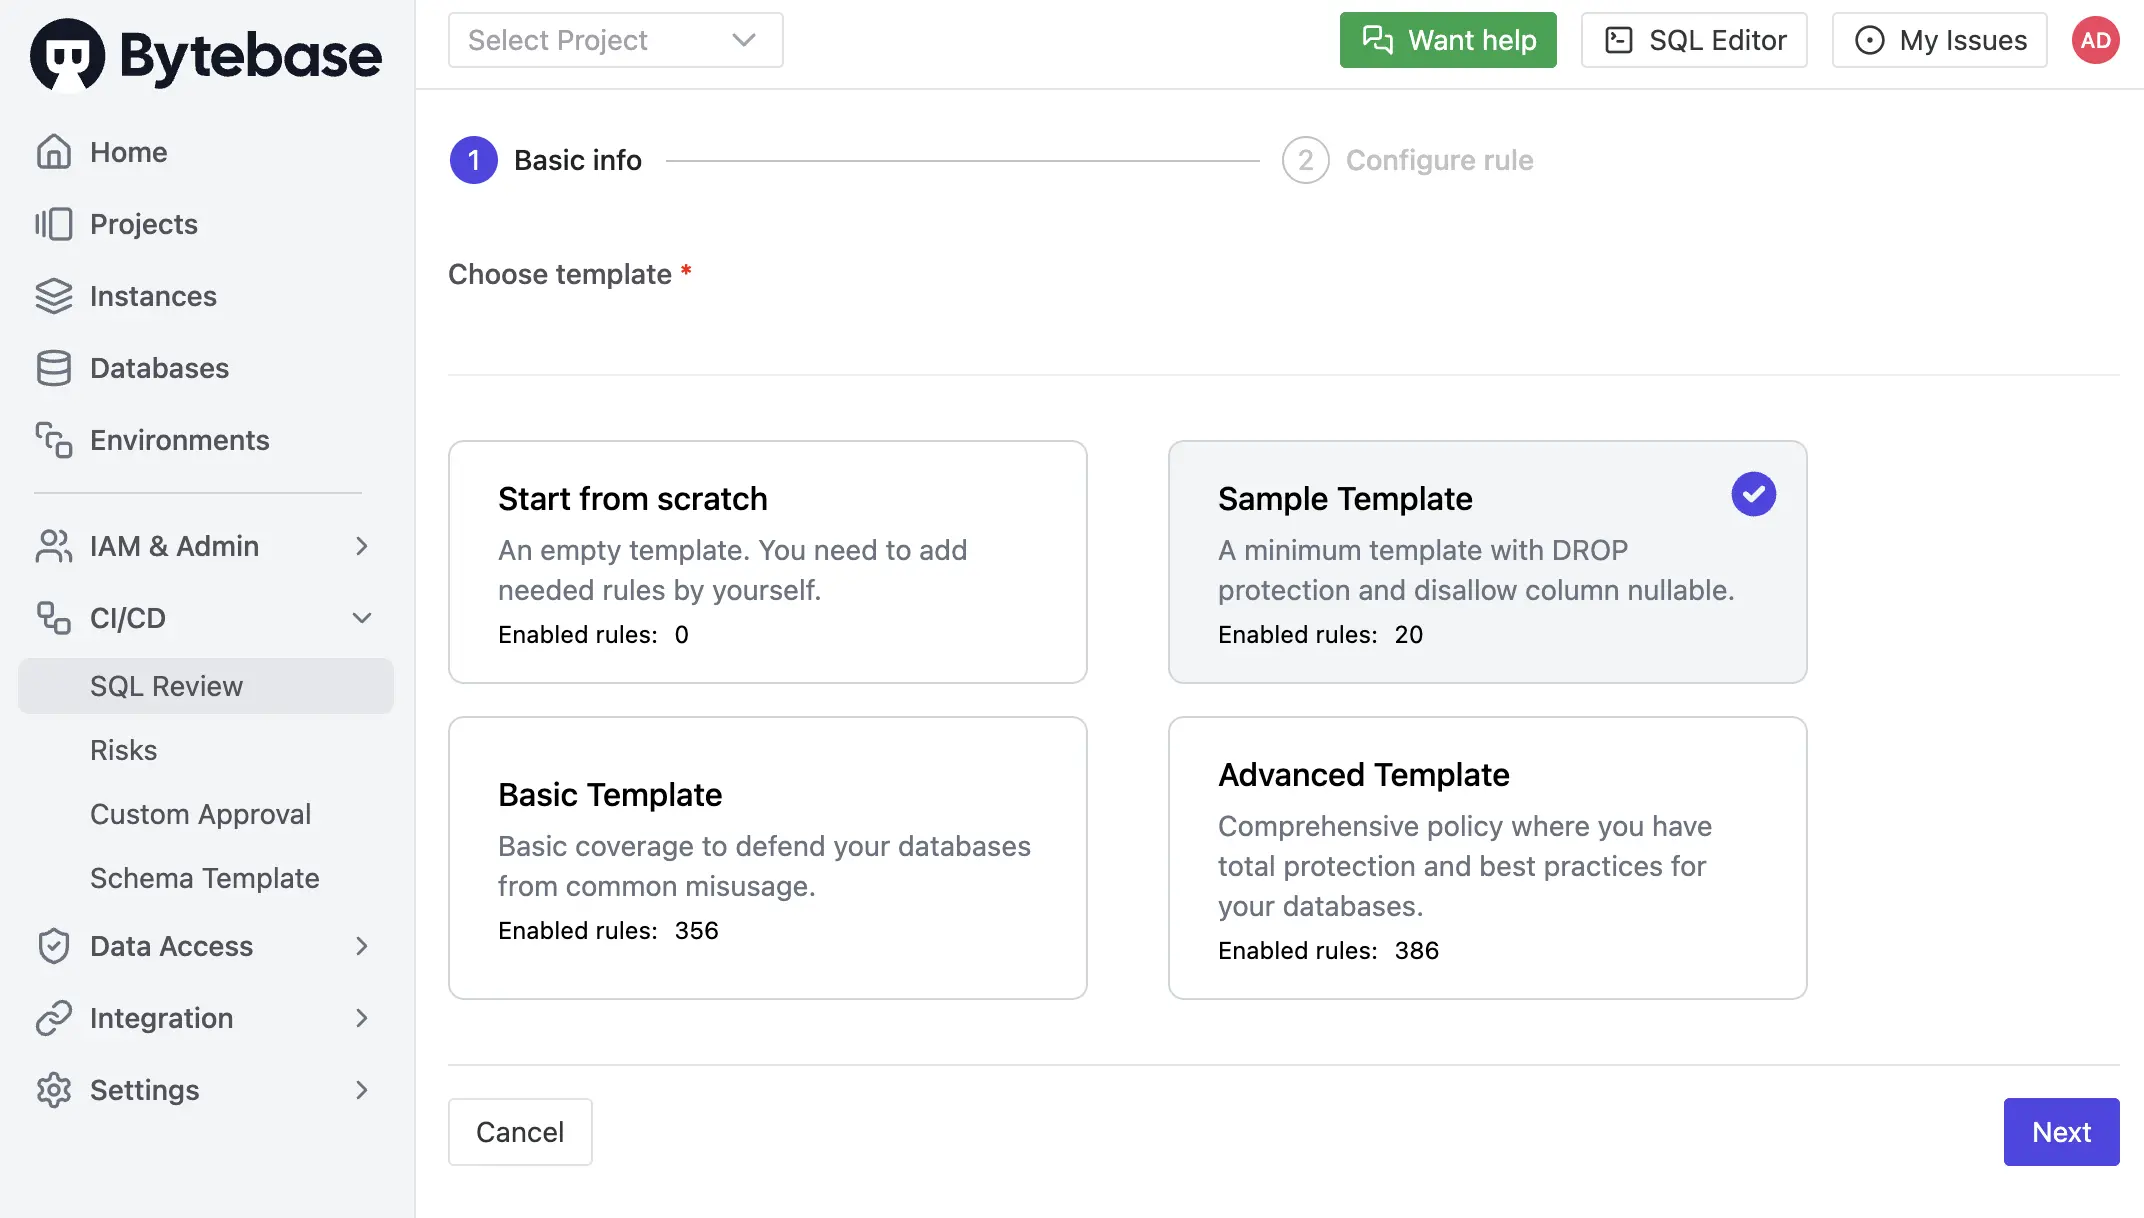 Bytebase
Select Project
Want help
SQL Editor
My Issues
AD
Home
Projects
Instances
Databases
Environments
IAM & Admin
CI/CD
SQL Review
Risks
Custom Approval
Schema Template
Data Access
Integration
Settings
1 Basic info
2 Configure rule
Choose template *
Start from scratch
An empty template. You need to add
needed rules by yourself.
Enabled rules: 0
Sample Template
A minimum template with DROP
protection and disallow column nullable.
Enabled rules: 20
Basic Template
Basic coverage to defend your databases
from common misusage.
Enabled rules: 356
Advanced Template
Comprehensive policy where you have
total protection and best practices for
your databases.
Enabled rules: 386
Cancel
Next